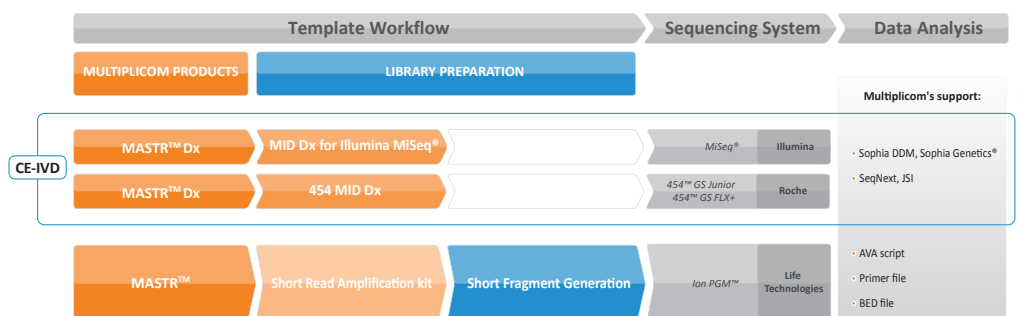 Template Workflow
Sequencing System
Data Analysis
MULTIPLICOM PRODUCTS
LIBRARY PREPARATION
Multiplicom's support:
CE-IVD
MASTR™ Dx
MID Dx for Illumina MiSeq®
MiSeq®
Illumina
MASTR™ Dx
454 MID Dx
454™ GS Junior
454™ GS FLX+
Roche
• Sophia DDM, Sophia Genetics®
• SeqNext, JSI
MASTR™
Short Read Amplification kit
Short Fragment Generation
Ion PGM™
Life
Technologies
• AVA script
• Primer file
• BED file